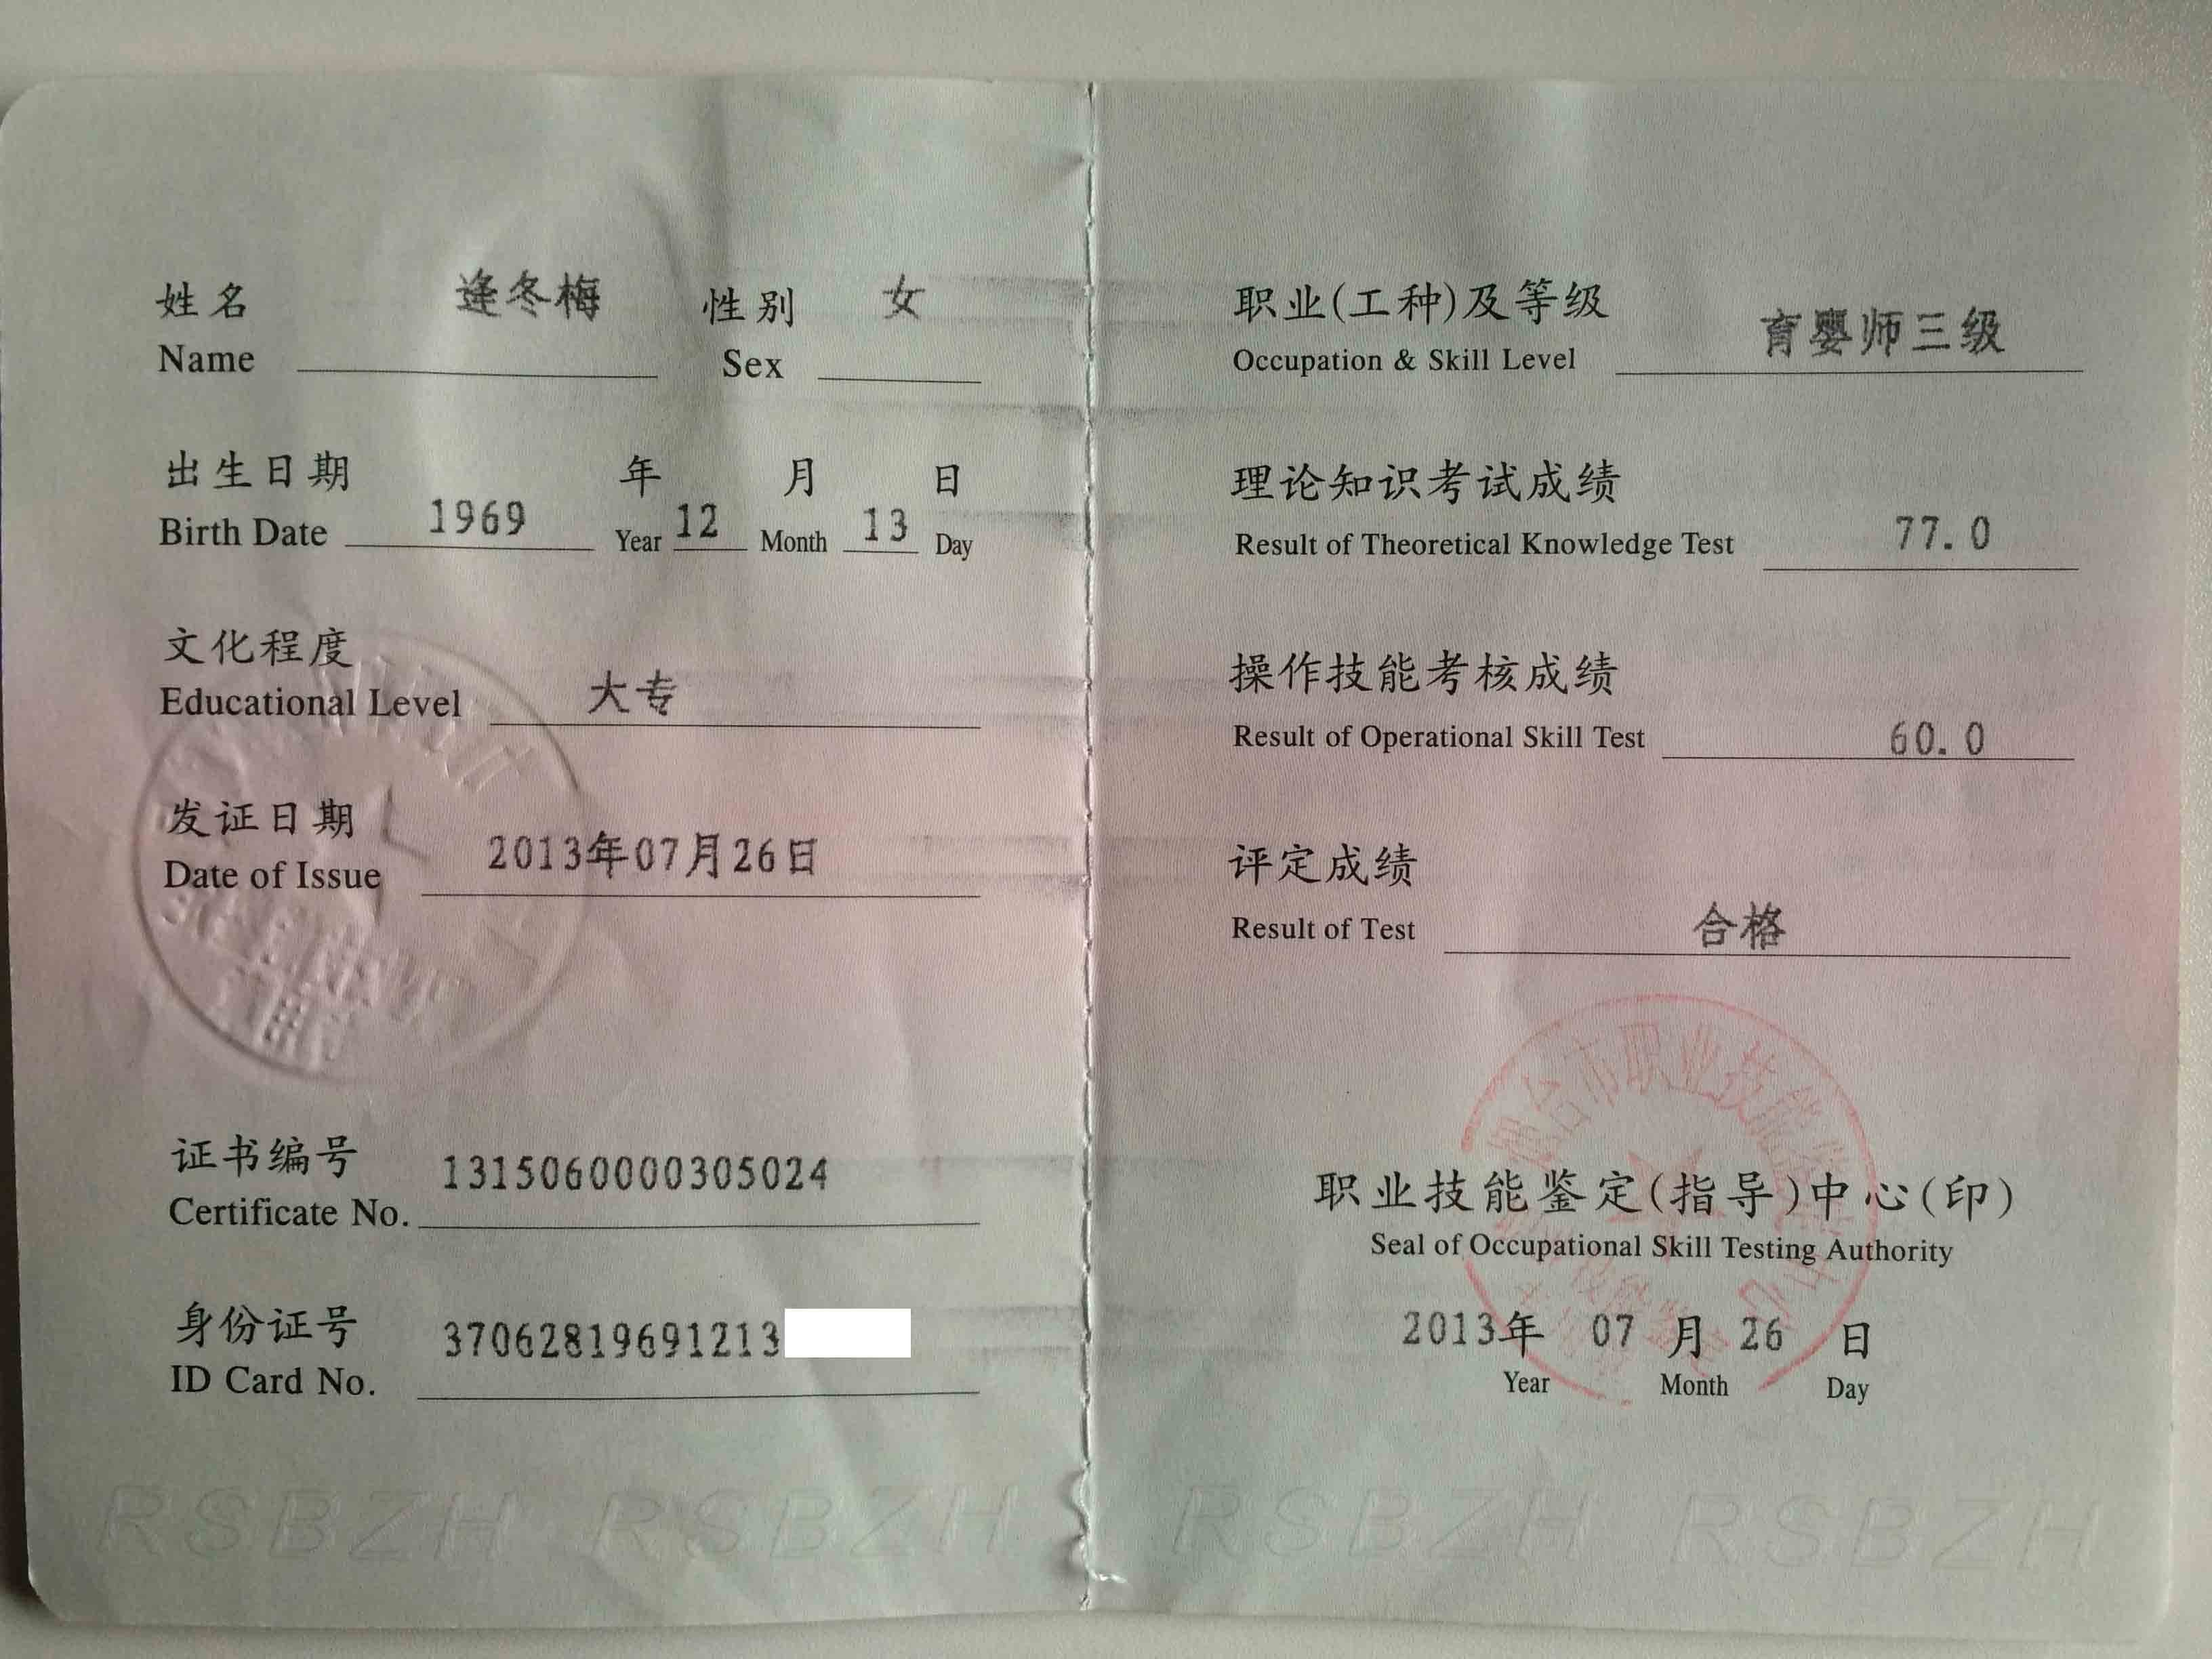 姓名 逄冬梅 性别 女
Name Sex
出生日期 1969 年 12 月 13 日
Birth Date Year Month Day
文化程度
Educational Level 大专
发证日期
Date of Issue 2013年07月26日
证书编号 1315060000305024
Certificate No.
身份证号 37062819691213
ID Card No.
职业(工种)及等级 育婴师三级
Occupation & Skill Level
理论知识考试成绩
Result of Theoretical Knowledge Test 77.0
操作技能考核成绩
Result of Operational Skill Test 60.0
评定成绩
Result of Test 合格
烟台市职业技能
职业技能鉴定(指导)中心(印)
Seal of Occupational Skill Testing Authority
2013年 07 月 26 日
Year Month Day
RSBZH RSBZH RSBZH RSBZH